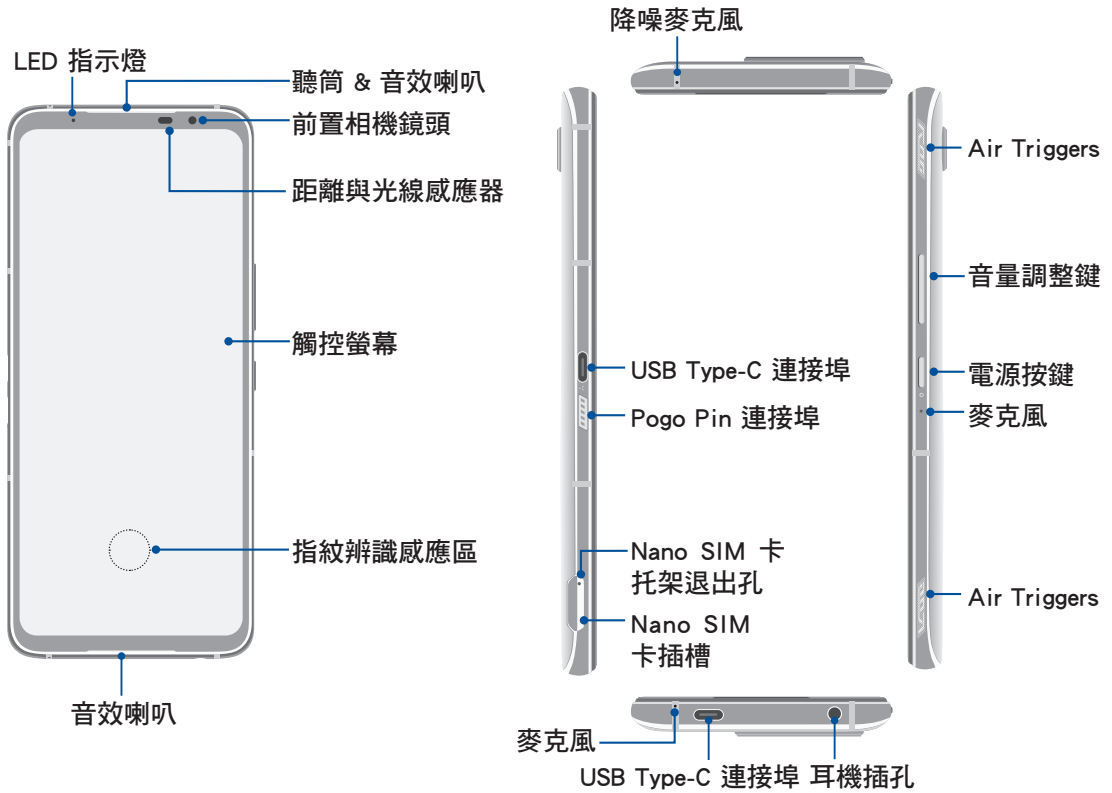 降噪麥克風
LED 指示燈
聽筒 & 音效喇叭
前置相機鏡頭
距離與光線感應器
觸控螢幕
指紋辨識感應區
音效喇叭
USB Type-C 連接埠
Pogo Pin 連接埠
Nano SIM 卡
托架退出孔
Nano SIM
卡插槽
Air Triggers
音量調整鍵
電源按鍵
麥克風
Air Triggers
麥克風
USB Type-C 連接埠
耳機插孔